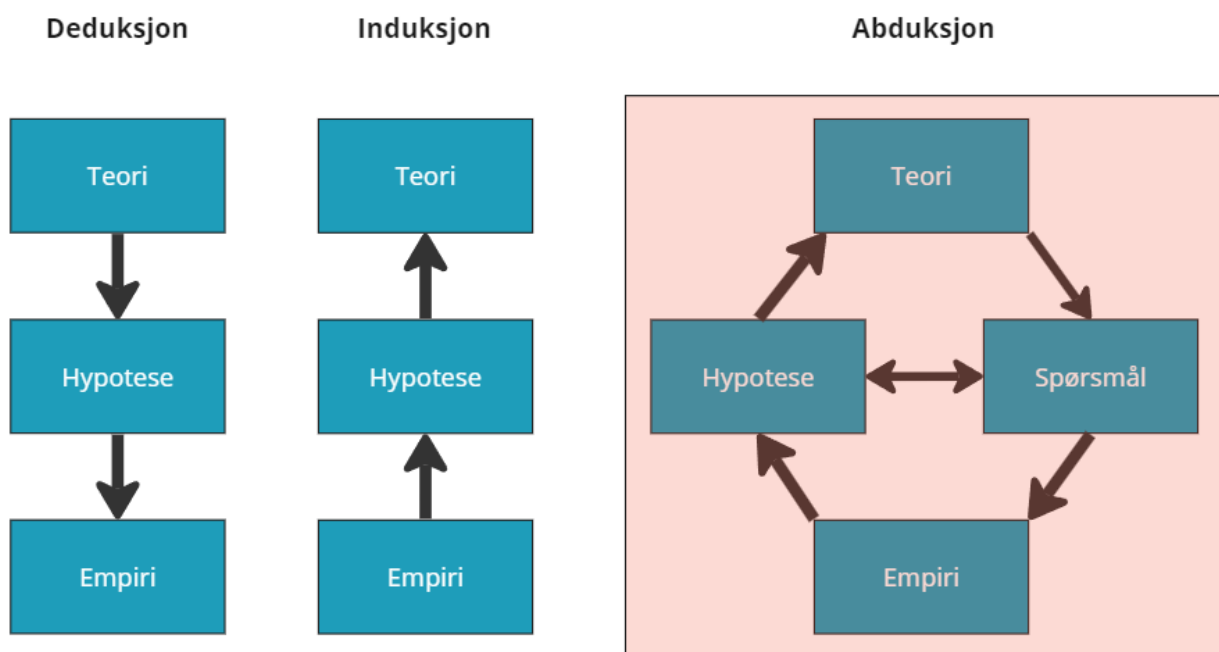 Deduksjon
Induksjon
Abduksjon
Teori
Hypotese
Empiri
Teori
Hypotese
Empiri
Teori
Hypotese
Spørsmål
Empiri